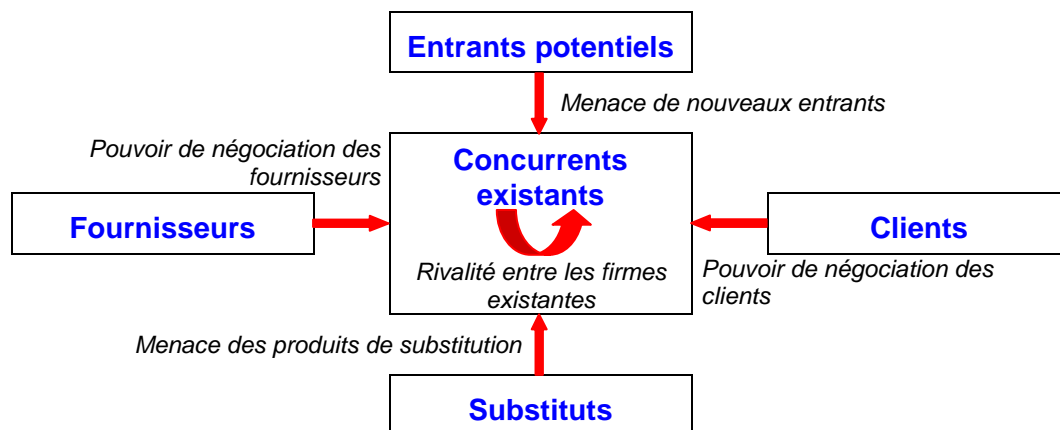 Entrants potentiels
Menace de nouveaux entrants
Pouvoir de négociation des
fournisseurs
Concurrents
existants
Fournisseurs
Clients
Rivalité entre les firmes
existantes
Pouvoir de négociation des
clients
Menace des produits de substitution
Substituts